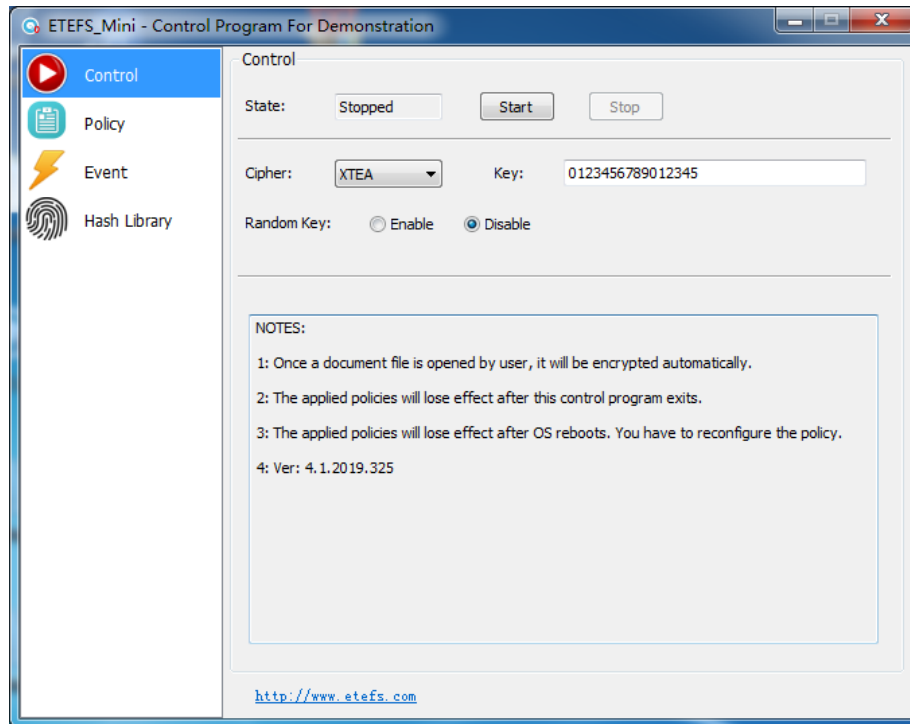 ETEFS_Mini - Control Program For Demonstration
Control
Policy
Event
Hash Library
Control
State: Stopped Start Stop
Cipher: XTEA Key: 0123456789012345
Random Key: Enable Disable
NOTES:
1: Once a document file is opened by user, it will be encrypted automatically.
2: The applied policies will lose effect after this control program exits.
3: The applied policies will lose effect after OS reboots. You have to reconfigure the policy.
4: Ver: 4.1.2019.325
http://www.etefs.com